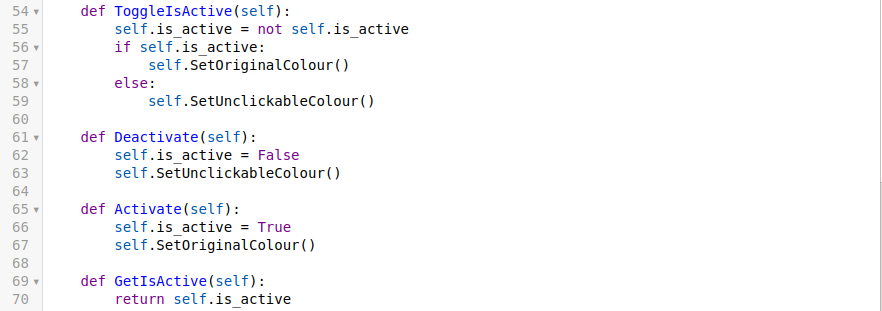 54 def ToggleIsActive(self):
55 self.is_active = not self.is_active
56 if self.is_active:
57 self.SetOriginalColour()
58 else:
59 self.SetUnclickableColour()
60
61 def Deactivate(self):
62 self.is_active = False
63 self.SetUnclickableColour()
64
65 def Activate(self):
66 self.is_active = True
67 self.SetOriginalColour()
68
69 def GetIsActive(self):
70 return self.is_active